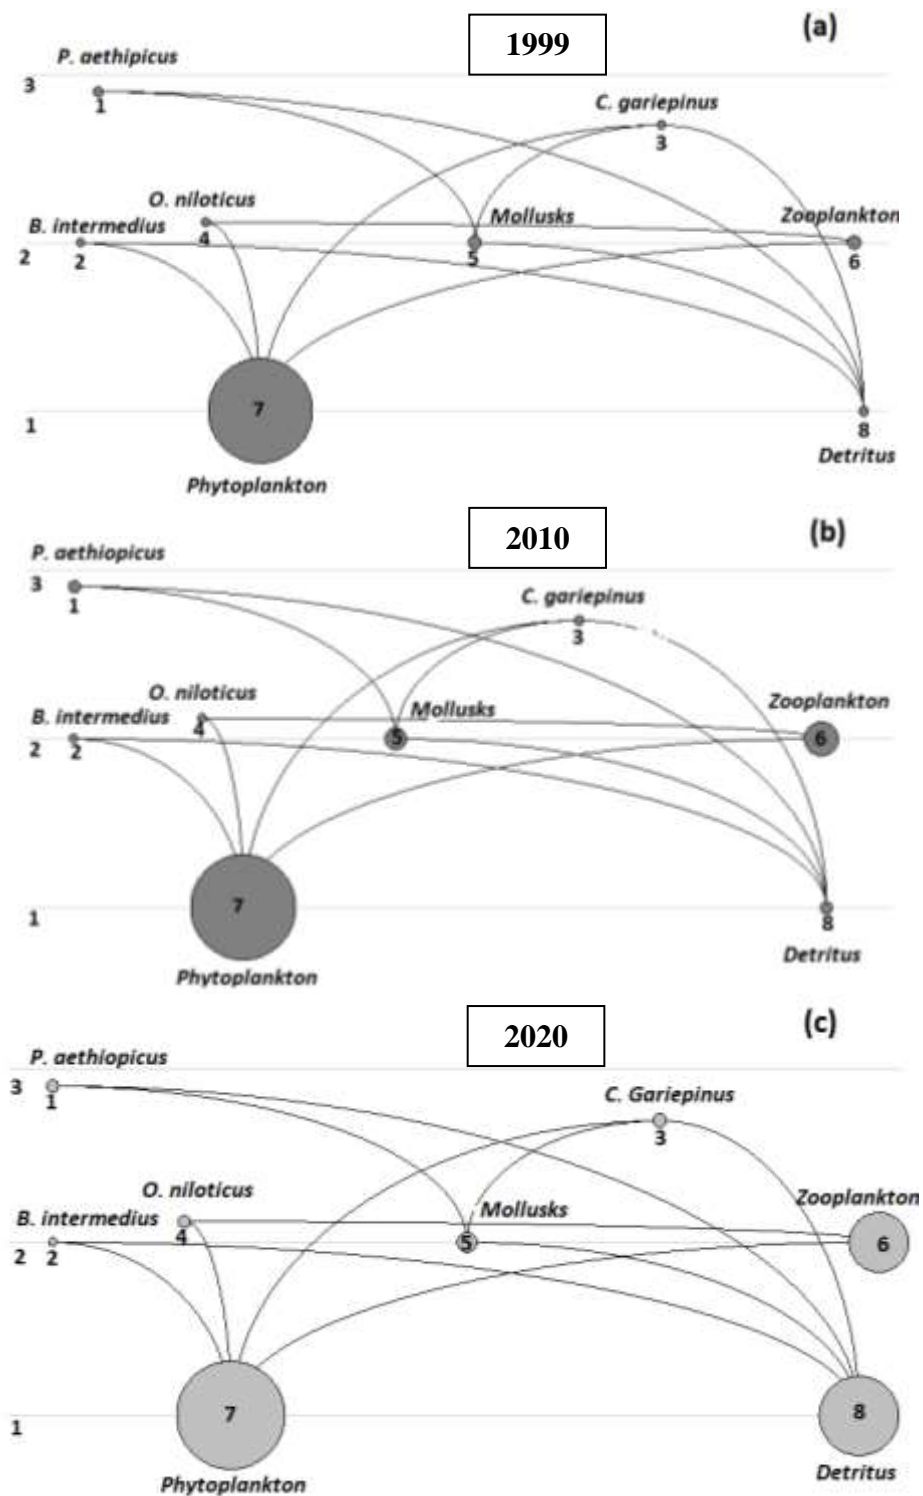 1999
(a)
P. aethipicus
3
1
C. gariepinus
3
O. niloticus
B. intermedius
4
Mollusks
Zooplankton
2
2
5
6
7
1
8
Detritus
Phytoplankton
2010
(b)
P. aethiopicus
3
1
C. gariepinus
3
O. niloticus
B. intermedius
4
Mollusks
Zooplankton
2
2
5
6
7
1
8
Detritus
Phytoplankton
2020
(c)
P. aethiopicus
3
1
C. Gariepinus
3
O. niloticus
B. intermedius
4
Mollusks
Zooplankton
2
2
5
6
7
8
1
Detritus
Phytoplankton